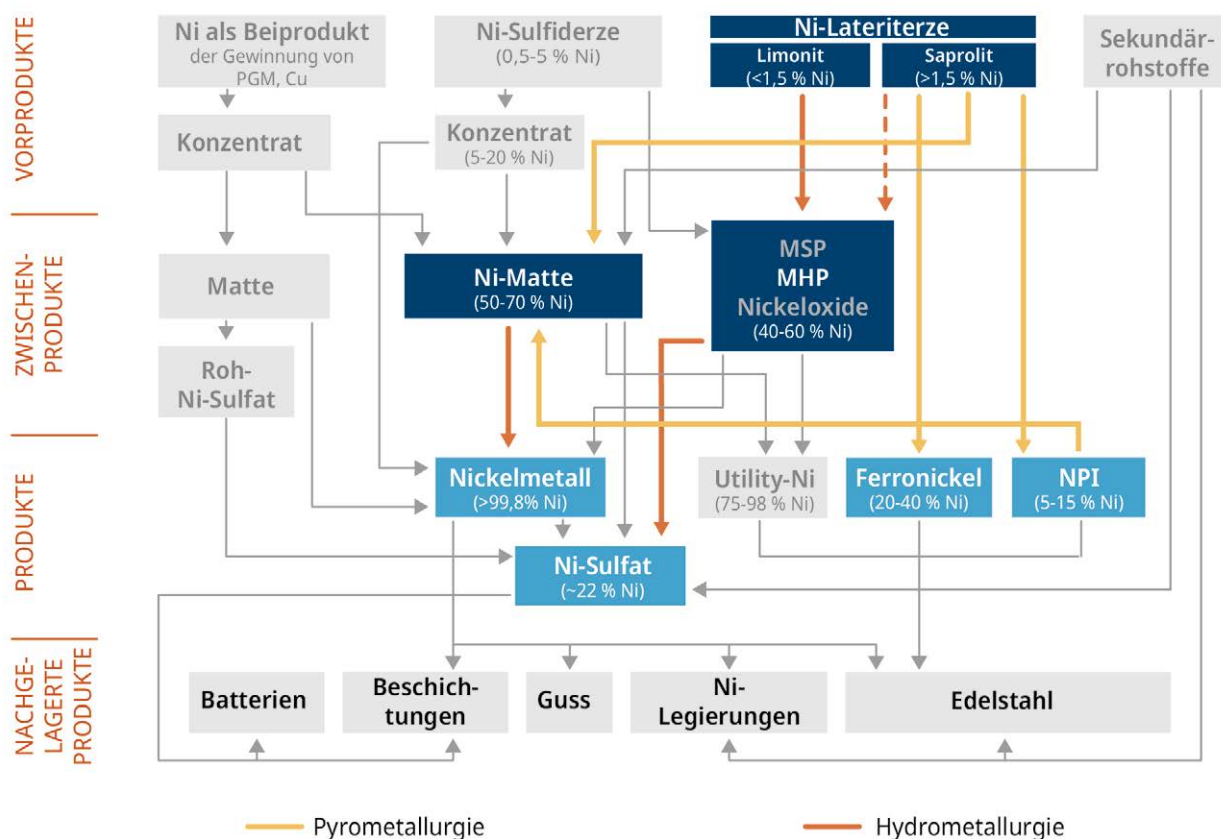 VORPRODUKTE
Ni als Beiprodukt
der Gewinnung von
PGM, Cu
Ni-Sulfiderze
(0,5-5 % Ni)
Ni-Lateriterze
Limonit
(<1,5 % Ni)
Saprolit
(>1,5 % Ni)
Sekundär-
rohstoffe
Konzentrat
Konzentrat
(5-20 % Ni)
ZWISCHEN-
PRODUKTE
Matte
Ni-Matte
(50-70 % Ni)
MSP
MHP
Nickeloxide
(40-60 % Ni)
Roh-
Ni-Sulfat
PRODUKTE
Nickelmetall
(>99,8% Ni)
Utility-Ni
(75-98 % Ni)
Ferronickel
(20-40 % Ni)
NPI
(5-15 % Ni)
Ni-Sulfat
(~22 % Ni)
NACHGE-
LAGERTE
PRODUKTE
Batterien
Beschich-
tungen
Guss
Ni-
Legierungen
Edelstahl
Pyrometallurgie
Hydrometallurgie